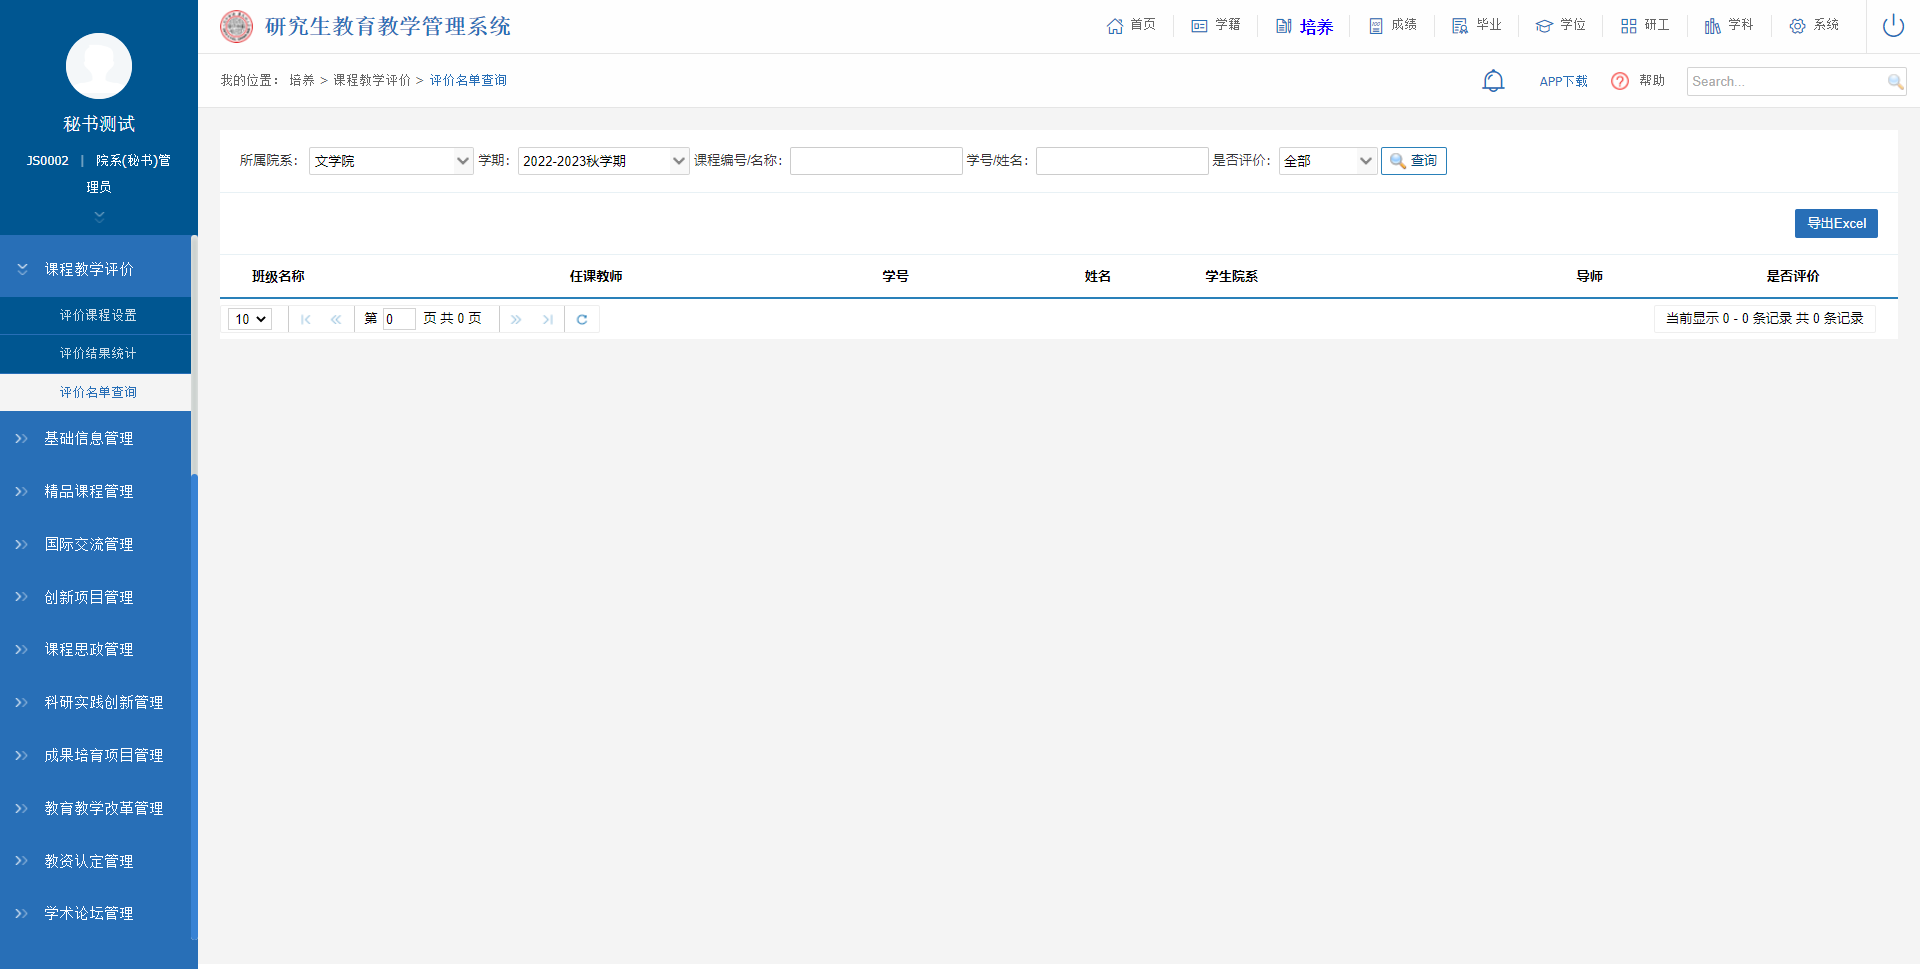 研究生教育教学管理系统
首页 学籍 培养 成绩 毕业 学位 研工 学科 系统
我的位置： 培养 > 课程教学评价 > 评价名单查询
APP下载 帮助 Search...
秘书测试
JS0002 | 院系(秘书)管
理员
课程教学评价
评价课程设置
评价结果统计
评价名单查询
基础信息管理
精品课程管理
国际交流管理
创新项目管理
课程思政管理
科研实践创新管理
成果培育项目管理
教育教学改革管理
教资认定管理
学术论坛管理
所属院系： 文学院 学期： 2022-2023秋学期 课程编号/名称： 学号/姓名： 是否评价： 全部 查询
导出Excel
班级名称 任课教师 学号 姓名 学生院系 导师 是否评价
10 第 0 页 共 0 页 当前显示 0 - 0 条记录 共 0 条记录